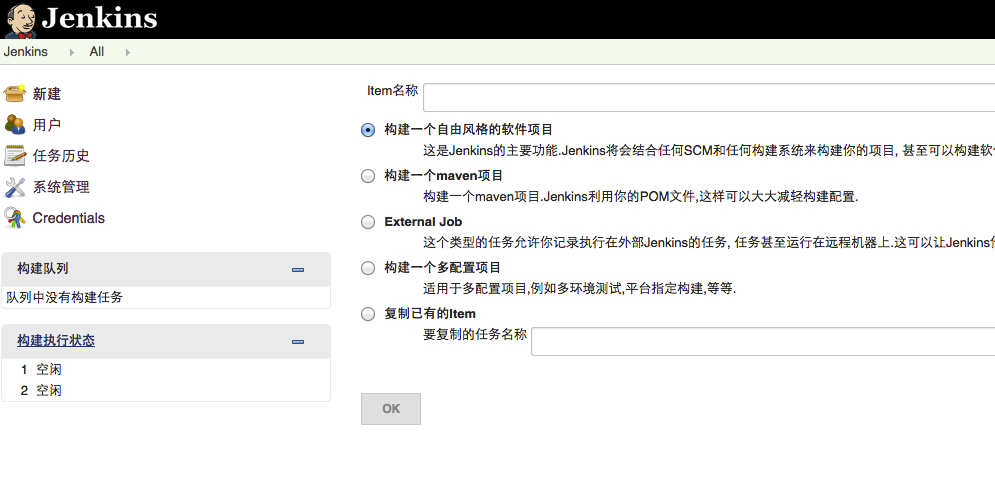 Jenkins
Jenkins All
新建
用户
任务历史
系统管理
Credentials
构建队列
队列中没有构建任务
构建执行状态
1 空闲
2 空闲
Item名称
构建一个自由风格的软件项目
这是Jenkins的主要功能.Jenkins将会结合任何SCM和任何构建系统来构建你的项目, 甚至可以构建软
构建一个maven项目
构建一个maven项目.Jenkins利用你的POM文件,这样可以大大减轻构建配置.
External Job
这个类型的任务允许你记录执行在外部Jenkins的任务, 任务甚至运行在远程机器上.这可以让Jenkins
构建一个多配置项目
适用于多配置项目,例如多环境测试,平台指定构建,等等.
复制已有的Item
要复制的任务名称
OK